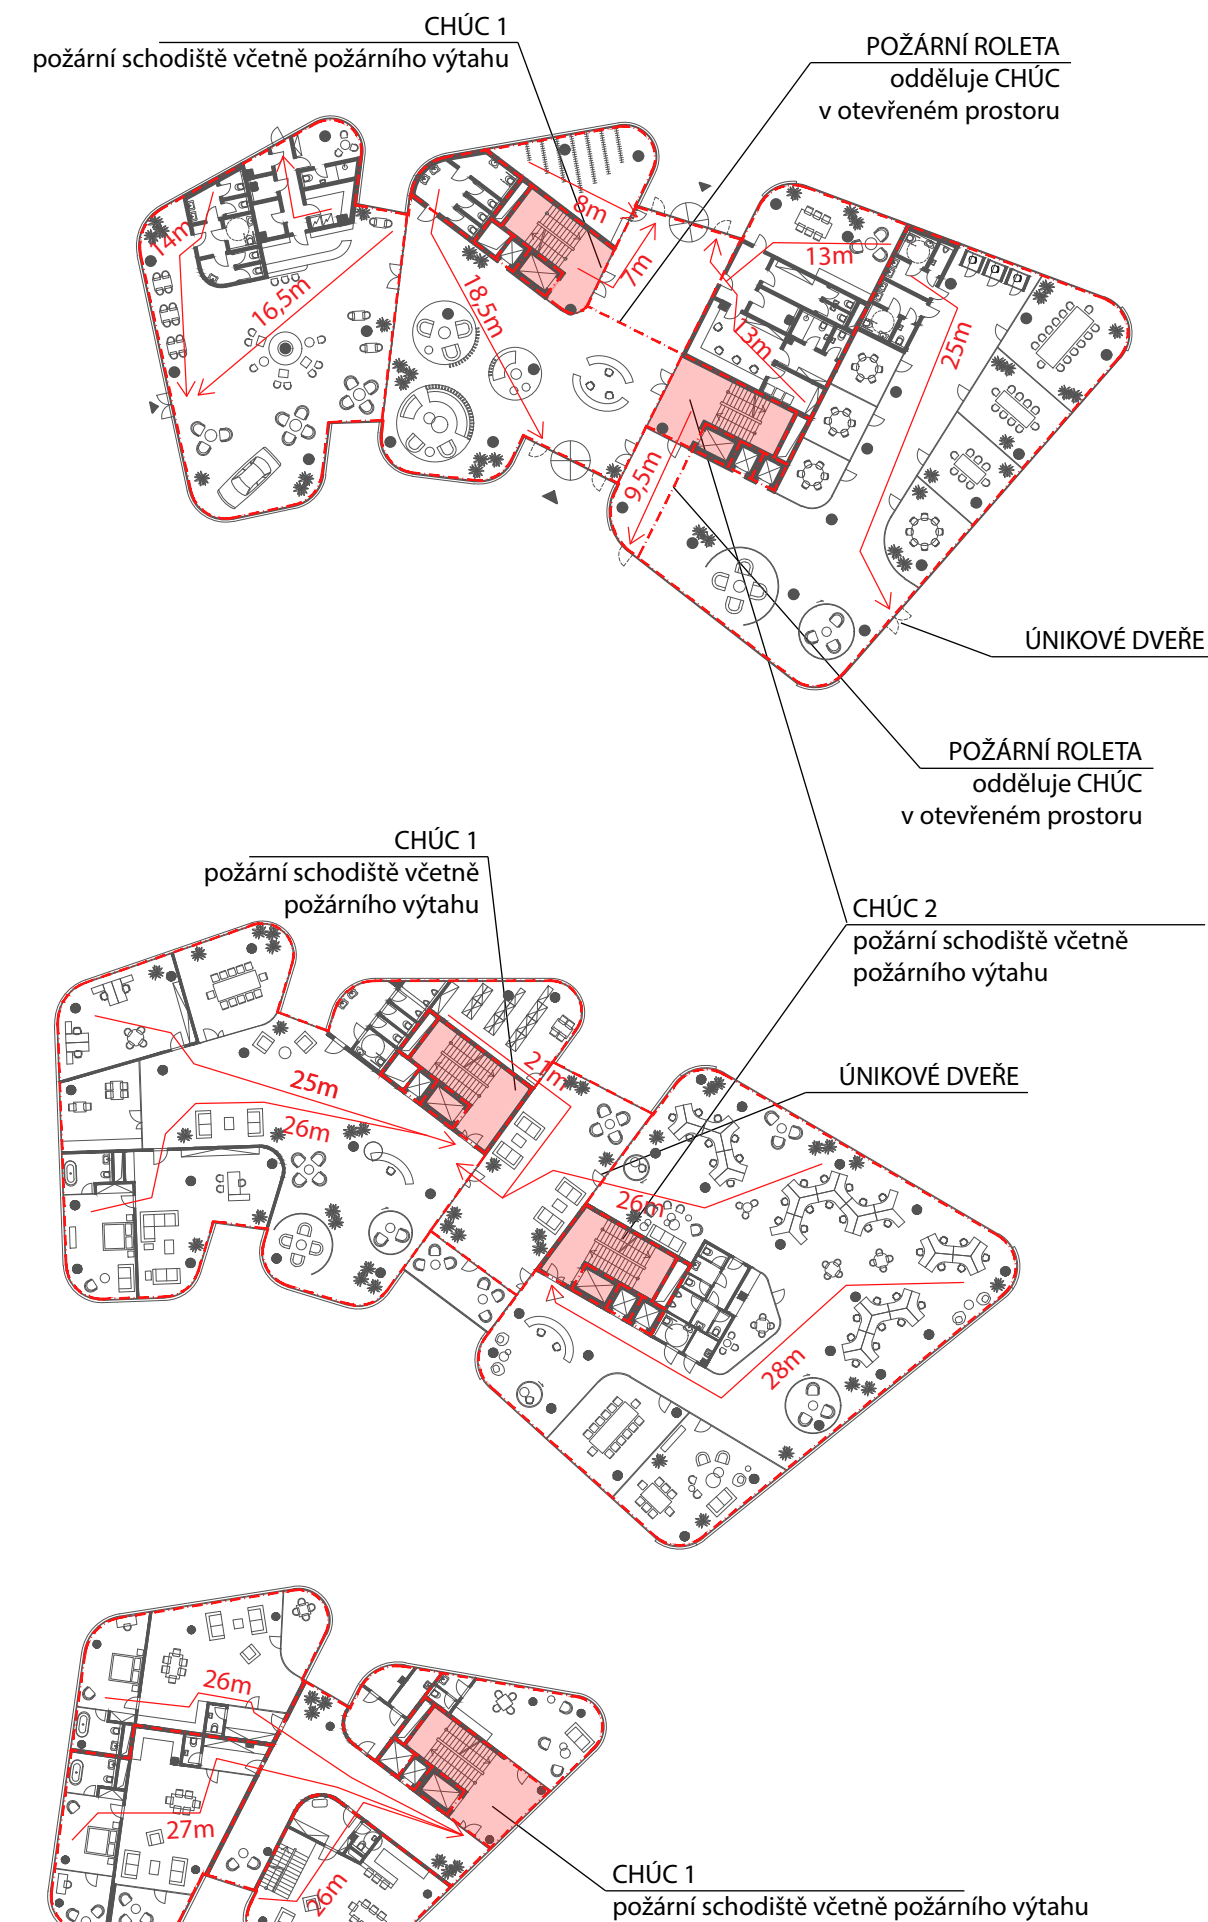 CHÚC 1
požární schodiště včetně požárního výtahu
POŽÁRNÍ ROLETA
odděluje CHÚC
v otevřeném prostoru
8m
14m
7m
13m
16,5m
18,5m
13m
25m
9,5m
ÚNIKOVÉ DVEŘE
POŽÁRNÍ ROLETA
odděluje CHÚC
v otevřeném prostoru
CHÚC 1
požární schodiště včetně
požárního výtahu
CHÚC 2
požární schodiště včetně
požárního výtahu
ÚNIKOVÉ DVEŘE
21m
25m
26m
26m
28m
26m
27m
26m
CHÚC 1
požární schodiště včetně požárního výtahu